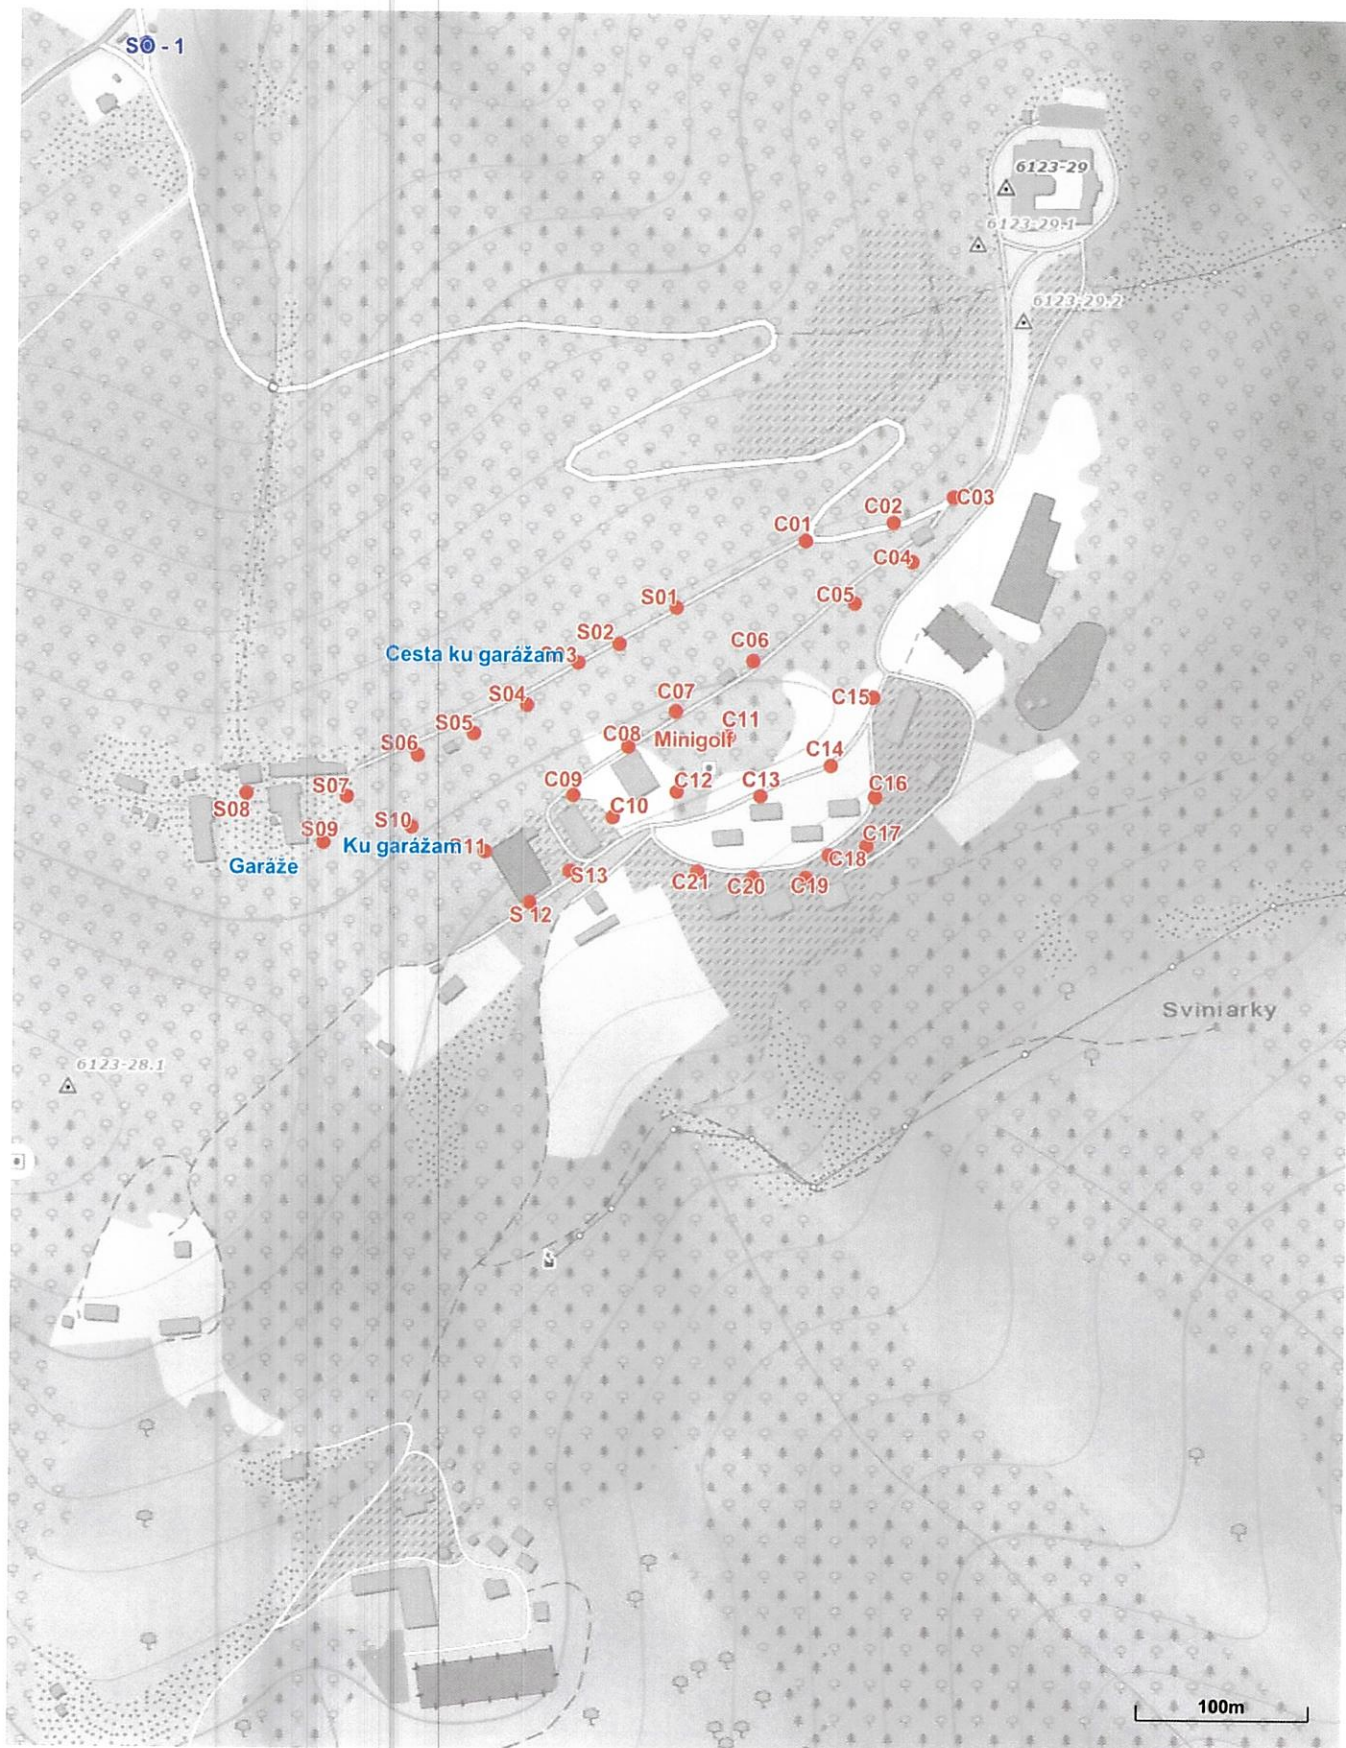 SO - 1
6123-29
6123-29.1
6123-29.2
C03
C02
C01
C04
C05
S01
S02
C06
Cesta ku garážam
S04
C07
C15
C11
S05
C08
Minigolf
S06
C14
C09
C12
C13
C16
S07
S08
C10
S10
S09
C17
Ku garážam
C18
Garáže
S13
C21
C20
C19
S 12
Sviniarky
6123-28.1
100m